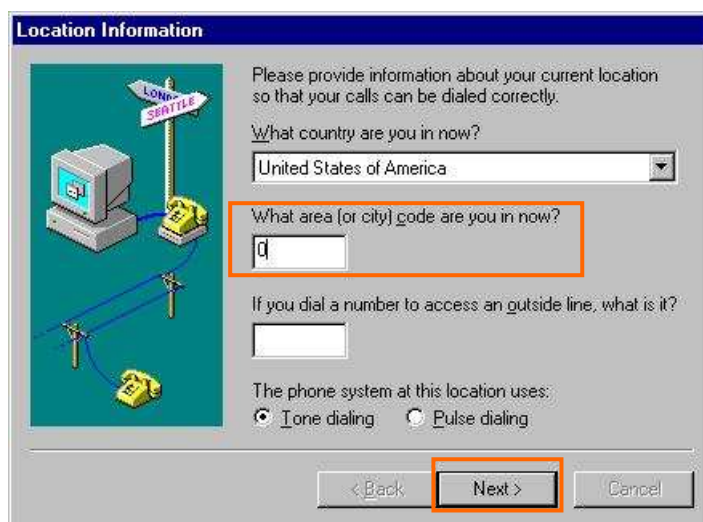 Location Information
LONDO
SEATTLE
Please provide information about your current location
so that your calls can be dialed correctly.
What country are you in now?
United States of America
What area (or city) code are you in now?
0
If you dial a number to access an outside line, what is it?
The phone system at this location uses:
Tone dialing
Pulse dialing
< Back
Next >
Cancel